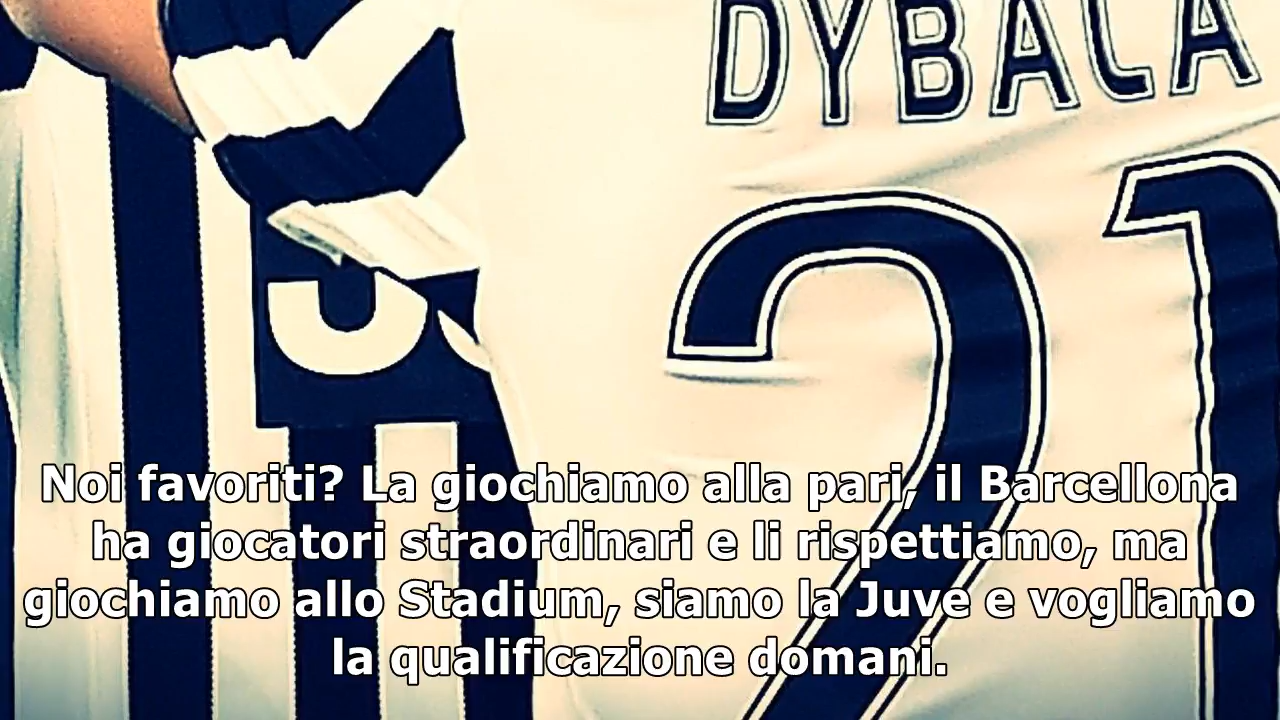 DYBALA
21
Noi favoriti? La giochiamo alla pari, il Barcellona
ha giocatori straordinari e li rispettiamo, ma
giochiamo allo Stadium, siamo la Juve e vogliamo
la qualificazione domani.